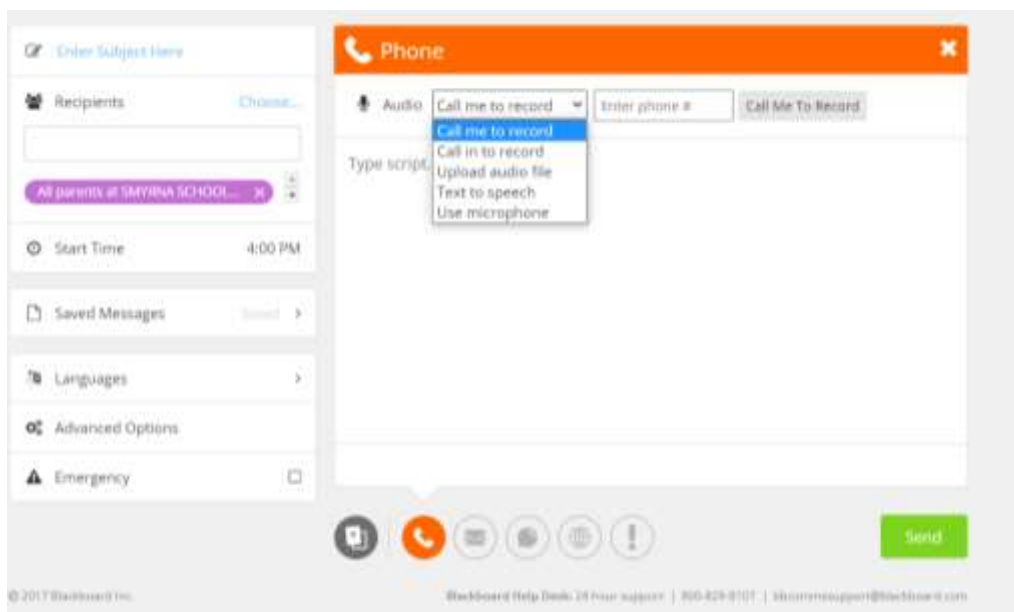 Enter Subject Here
Recipients
Choose...
All parents at SMYRNA SCHOOL... ×
Start Time 4:00 PM
Saved Messages Saved
Languages
Advanced Options
Emergency
Phone
Audio Call me to record Enter phone # Call Me To Record
Call me to record
Call in to record
Upload audio file
Text to speech
Use microphone
Type script
Send
© 2017 Blackboard Inc.
Blackboard Help Desk: 24 hour support |